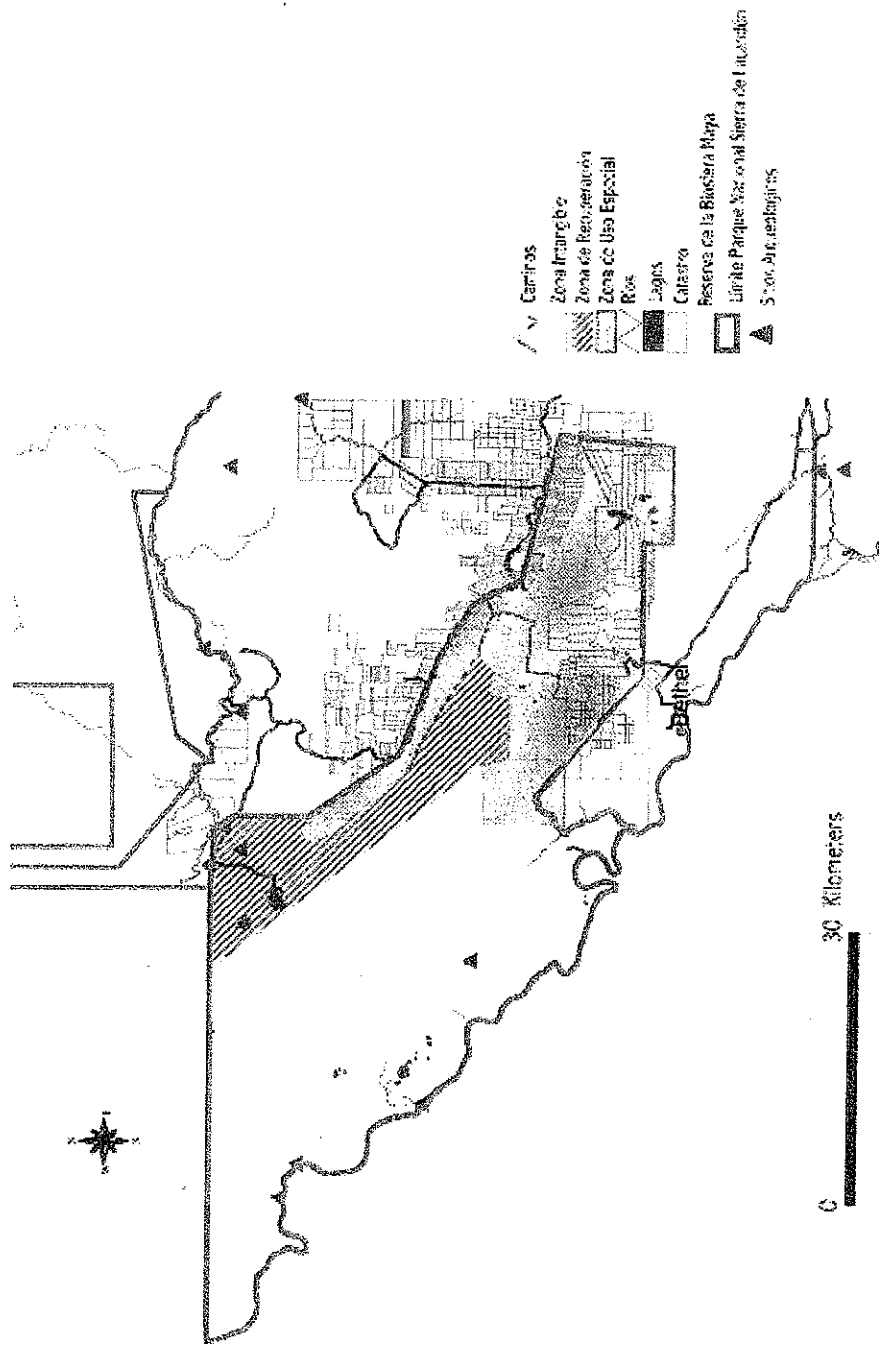 Caminos
Zona Intangible
Zona de Recuperación
Zona de Uso Especial
Ríos
Lagos
Catastro
Reserva de la Biosfera Maya
Límite Parque Nacional Sierra de Lacandón
Sitios Arqueológicos
Bethel
0 30 Kilometers